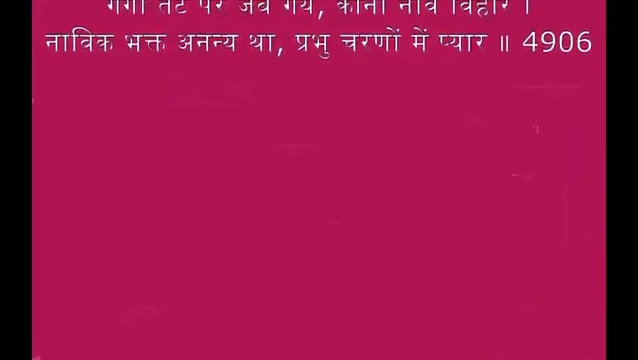 गंगा तट पर जब गये, कीना नाव विहार ।
नाविक भक्त अनन्य था, प्रभु चरणों में प्यार ॥ 4906